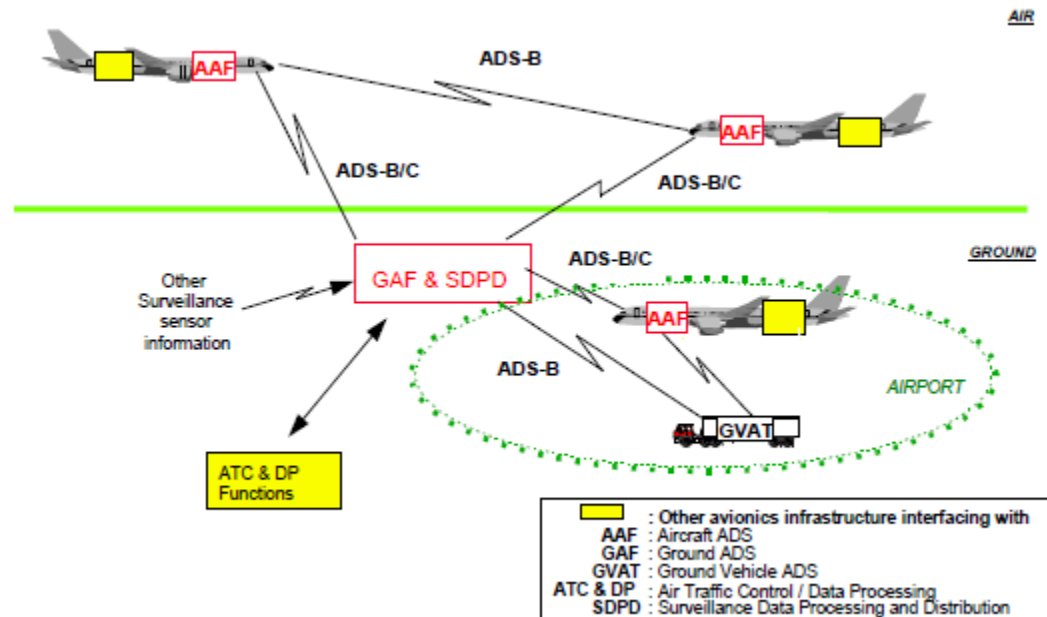 AIR
ADS-B
AAF
AAF
ADS-B/C
ADS-B/C
GROUND
GAF & SDPD
ADS-B/C
Other
Surveillance
sensor
information
AAF
ADS-B
AIRPORT
GVAT
ATC & DP
Functions
: Other avionics infrastructure interfacing with
AAF : Aircraft ADS
GAF : Ground ADS
GVAT : Ground Vehicle ADS
ATC & DP : Air Traffic Control / Data Processing
SDPD : Surveillance Data Processing and Distribution